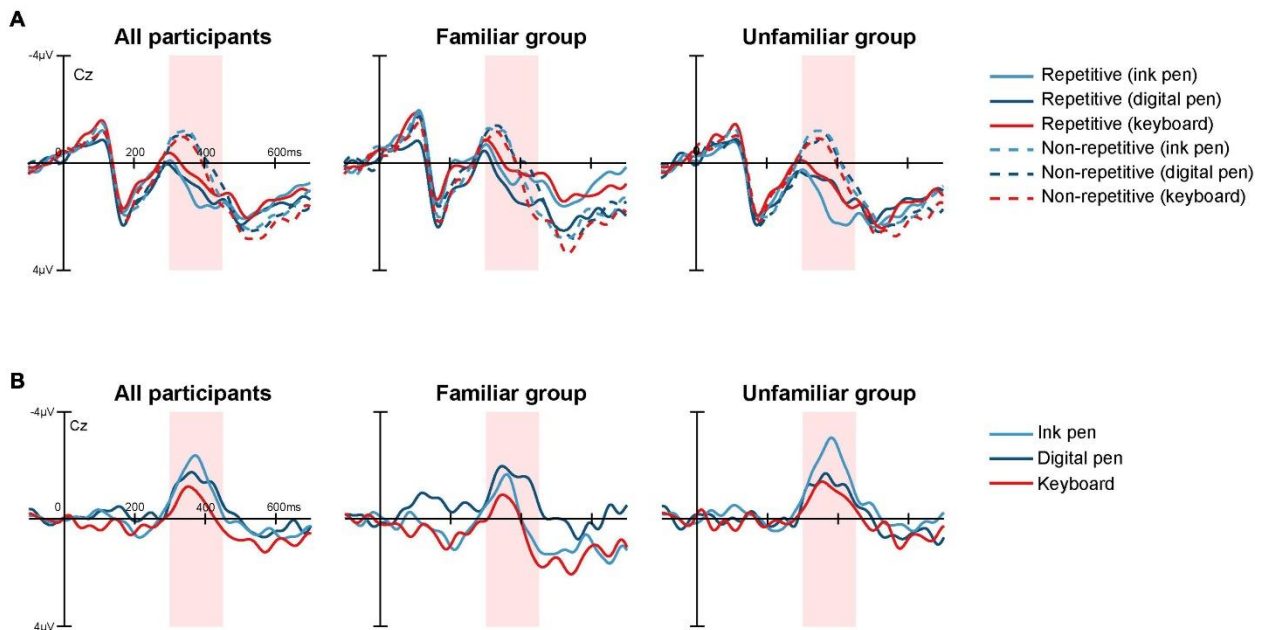 A
All participants
Familiar group
Unfamiliar group
-4µV
Cz
0
200
400
600ms
4µV
Repetitive (ink pen)
Repetitive (digital pen)
Repetitive (keyboard)
Non-repetitive (ink pen)
Non-repetitive (digital pen)
Non-repetitive (keyboard)
B
All participants
Familiar group
Unfamiliar group
-4µV
Cz
0
200
400
600ms
4µV
Ink pen
Digital pen
Keyboard